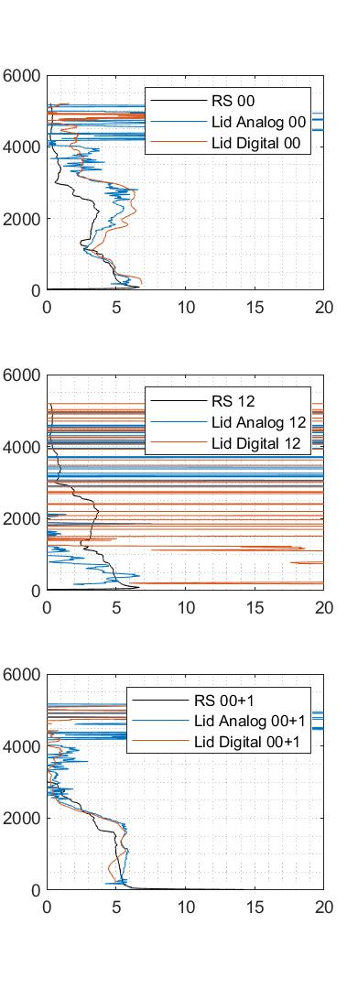 6000
4000
2000
0
RS 00
Lid Analog 00
Lid Digital 00
0 5 10 15 20
6000
4000
2000
0
RS 12
Lid Analog 12
Lid Digital 12
0 5 10 15 20
6000
4000
2000
0
RS 00+1
Lid Analog 00+1
Lid Digital 00+1
0 5 10 15 20